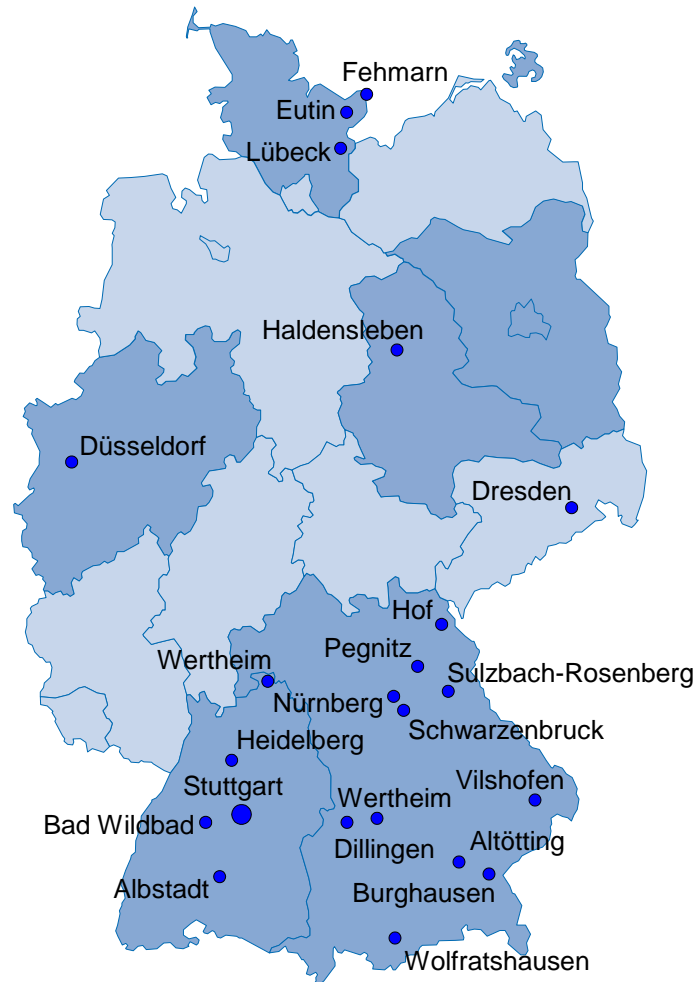 Fehmarn
Eutin
Lübeck
Haldensleben
Düsseldorf
Dresden
Hof
Pegnitz
Wertheim
Sulzbach-Rosenberg
Nürnberg
Schwarzenbruck
Heidelberg
Stuttgart
Vilshofen
Bad Wildbad
Wertheim
Dillingen
Altötting
Albstadt
Burghausen
Wolfratshausen